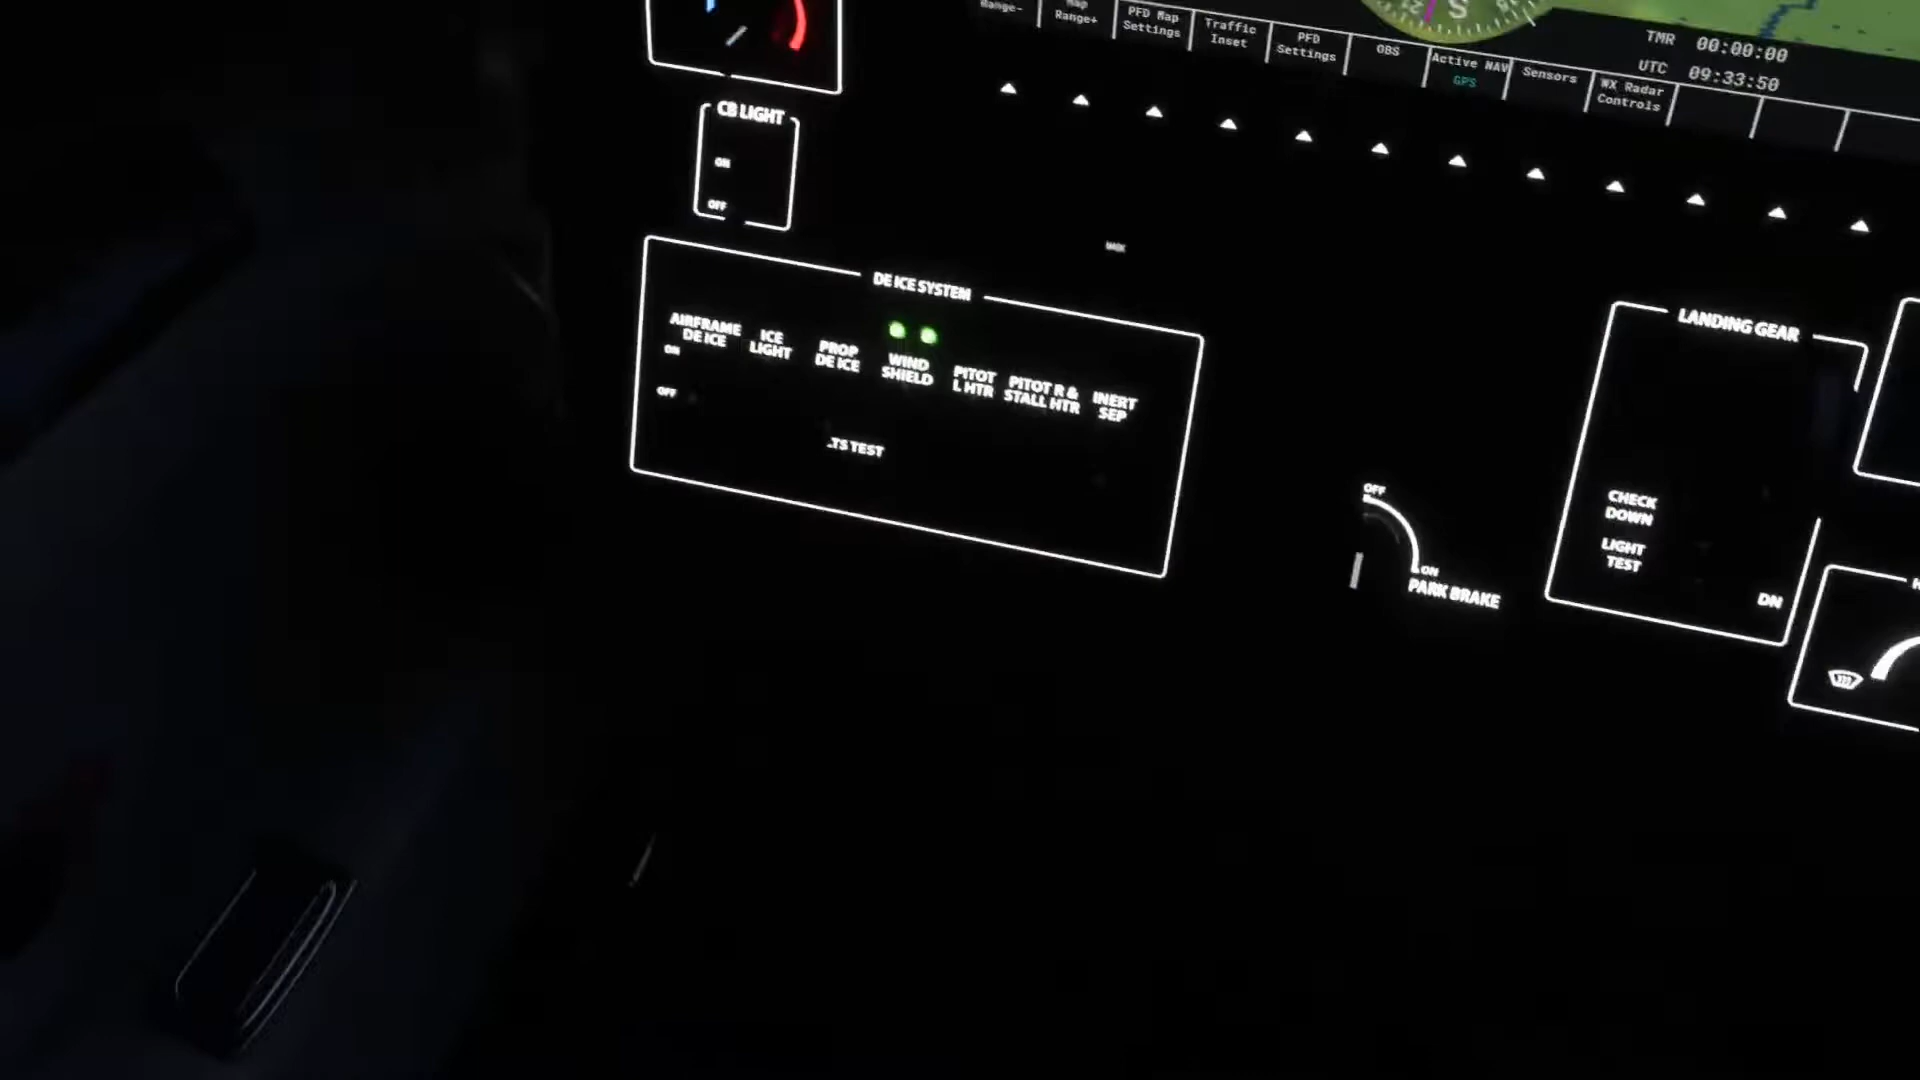 Range-
Map
Range+
PFD Map
Settings
Traffic
Inset
PFD
Settings
OBS
Active NAV
GPS
Sensors
WX Radar
Controls
TMR 00:00:00
UTC 09:33:50
21
S
CB LIGHT
ON
OFF
DE ICE SYSTEM
AIRFRAME
DE ICE
ICE
LIGHT
PROP
DE ICE
WIND
SHIELD
PITOT
L HTR
PITOT R &
STALL HTR
INERT
SEP
ON
OFF
TS TEST
MASK
OFF
ON
PARK BRAKE
LANDING GEAR
CHECK
DOWN
LIGHT
TEST
DN